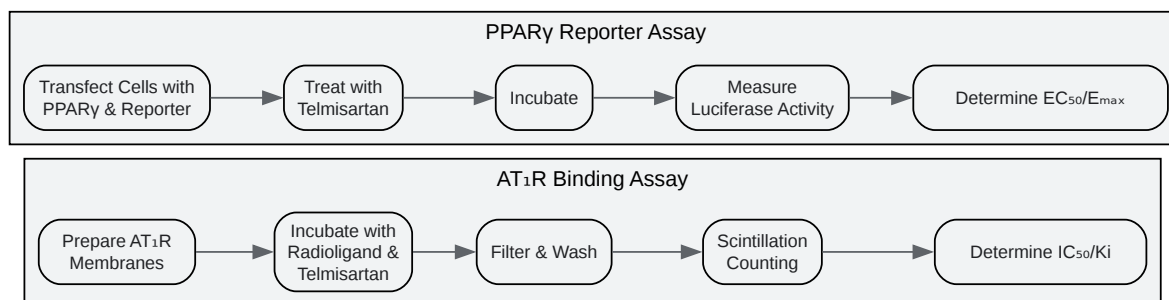 PPARγ Reporter Assay
Transfect Cells with
PPARγ & Reporter
Treat with
Telmisartan
Incubate
Measure
Luciferase Activity
Determine EC₅₀/Eₘₐₓ
AT₁R Binding Assay
Prepare AT₁R
Membranes
Incubate with
Radioligand &
Telmisartan
Filter & Wash
Scintillation
Counting
Determine IC₅₀/Ki